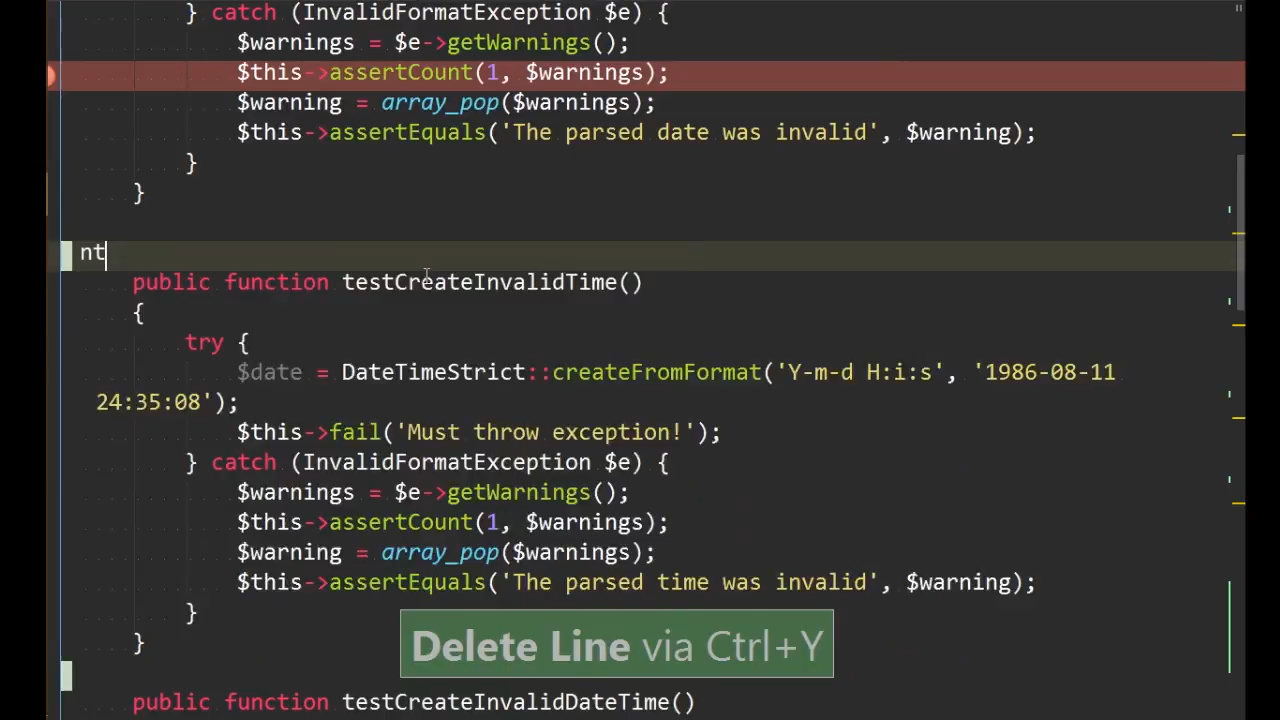 } catch (InvalidFormatException $e) {
$warnings = $e->getWarnings();
$this->assertCount(1, $warnings);
$warning = array_pop($warnings);
$this->assertEquals('The parsed date was invalid', $warning);
}
}
nt
public function testCreateInvalidTime()
{
try {
$date = DateTimeStrict::createFromFormat('Y-m-d H:i:s', '1986-08-11
24:35:08');
$this->fail('Must throw exception!');
} catch (InvalidFormatException $e) {
$warnings = $e->getWarnings();
$this->assertCount(1, $warnings);
$warning = array_pop($warnings);
$this->assertEquals('The parsed time was invalid', $warning);
}
}
Delete Line via Ctrl+Y
public function testCreateInvalidDateTime()